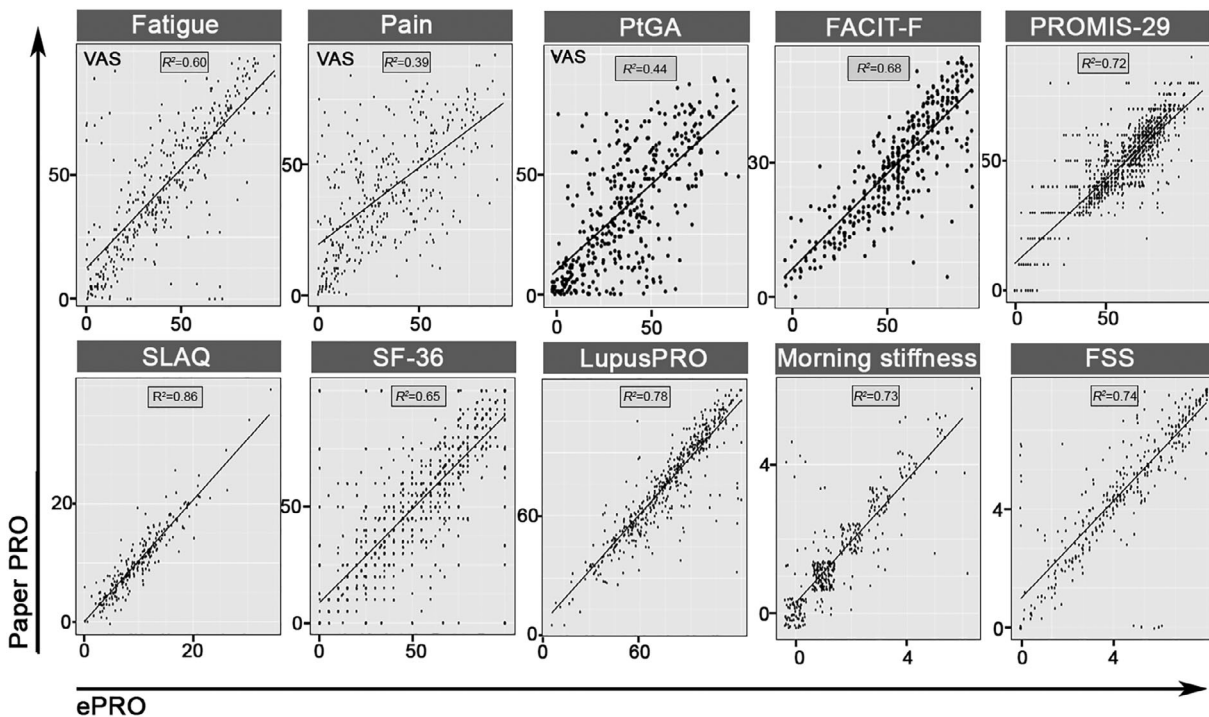 Fatigue
Pain
PtGA
FACIT-F
PROMIS-29
VAS R²=0.60
VAS R²=0.39
VAS R²=0.44
R²=0.68
R²=0.72
50
0
0 50
50
0
0 50
50
0
50
30
0
0 50
50
0
0 50
SLAQ
SF-36
LupusPRO
Morning stiffness
FSS
R²=0.86
R²=0.65
R²=0.78
R²=0.73
R²=0.74
20
0
0 20
50
0
0 50
60
0
0 60
4
0
0 4
4
0
0 4
Paper PRO
ePRO